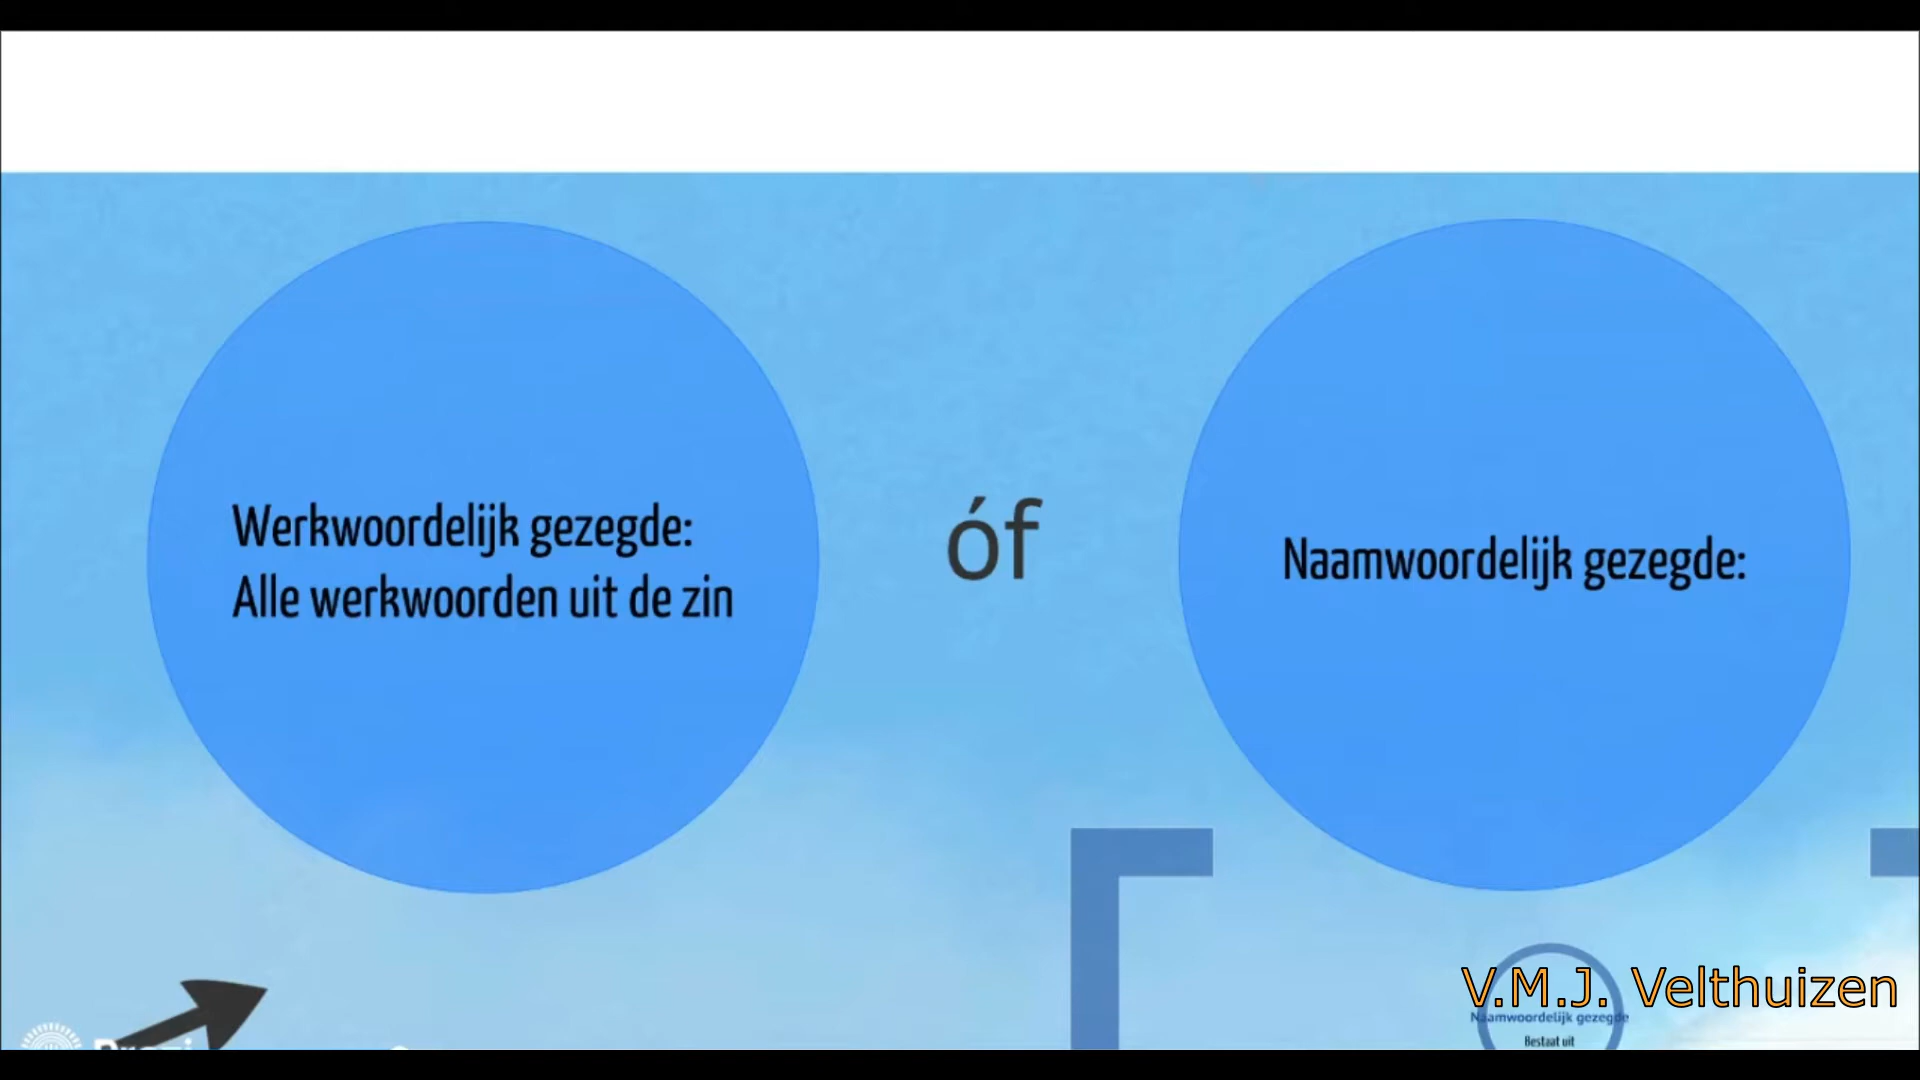 Werkwoordelijk gezegde:
Alle werkwoorden uit de zin
óf
Naamwoordelijk gezegde:
V.M.J. Velthuizen
Naamwoordelijk gezegde
Bestaat uit